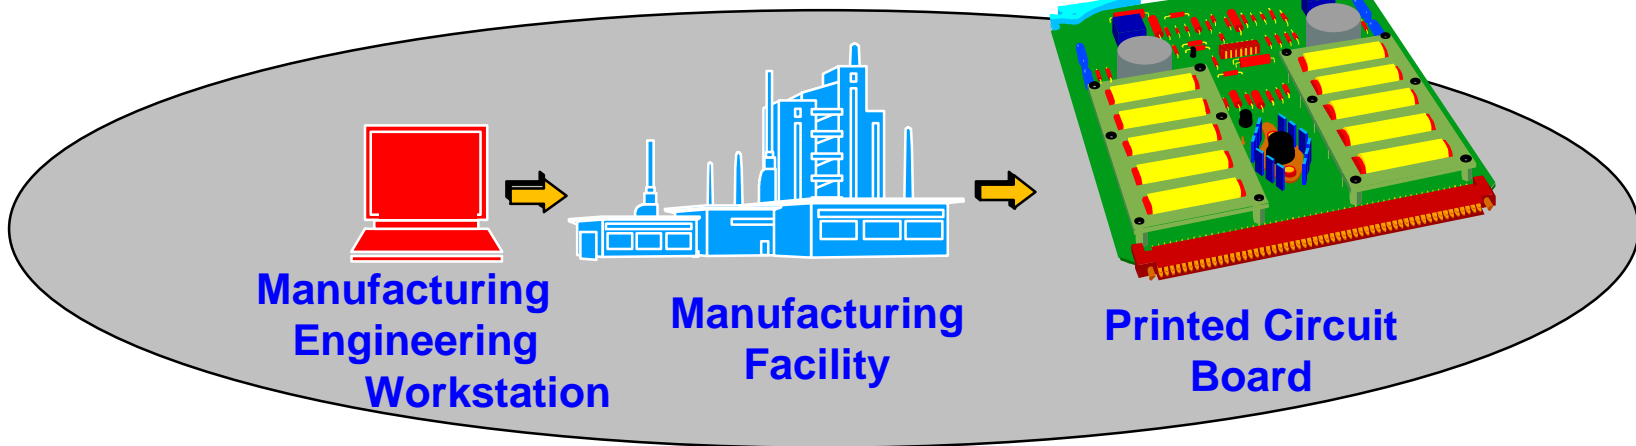 Manufacturing
Engineering
Workstation
Manufacturing
Facility
Printed Circuit
Board